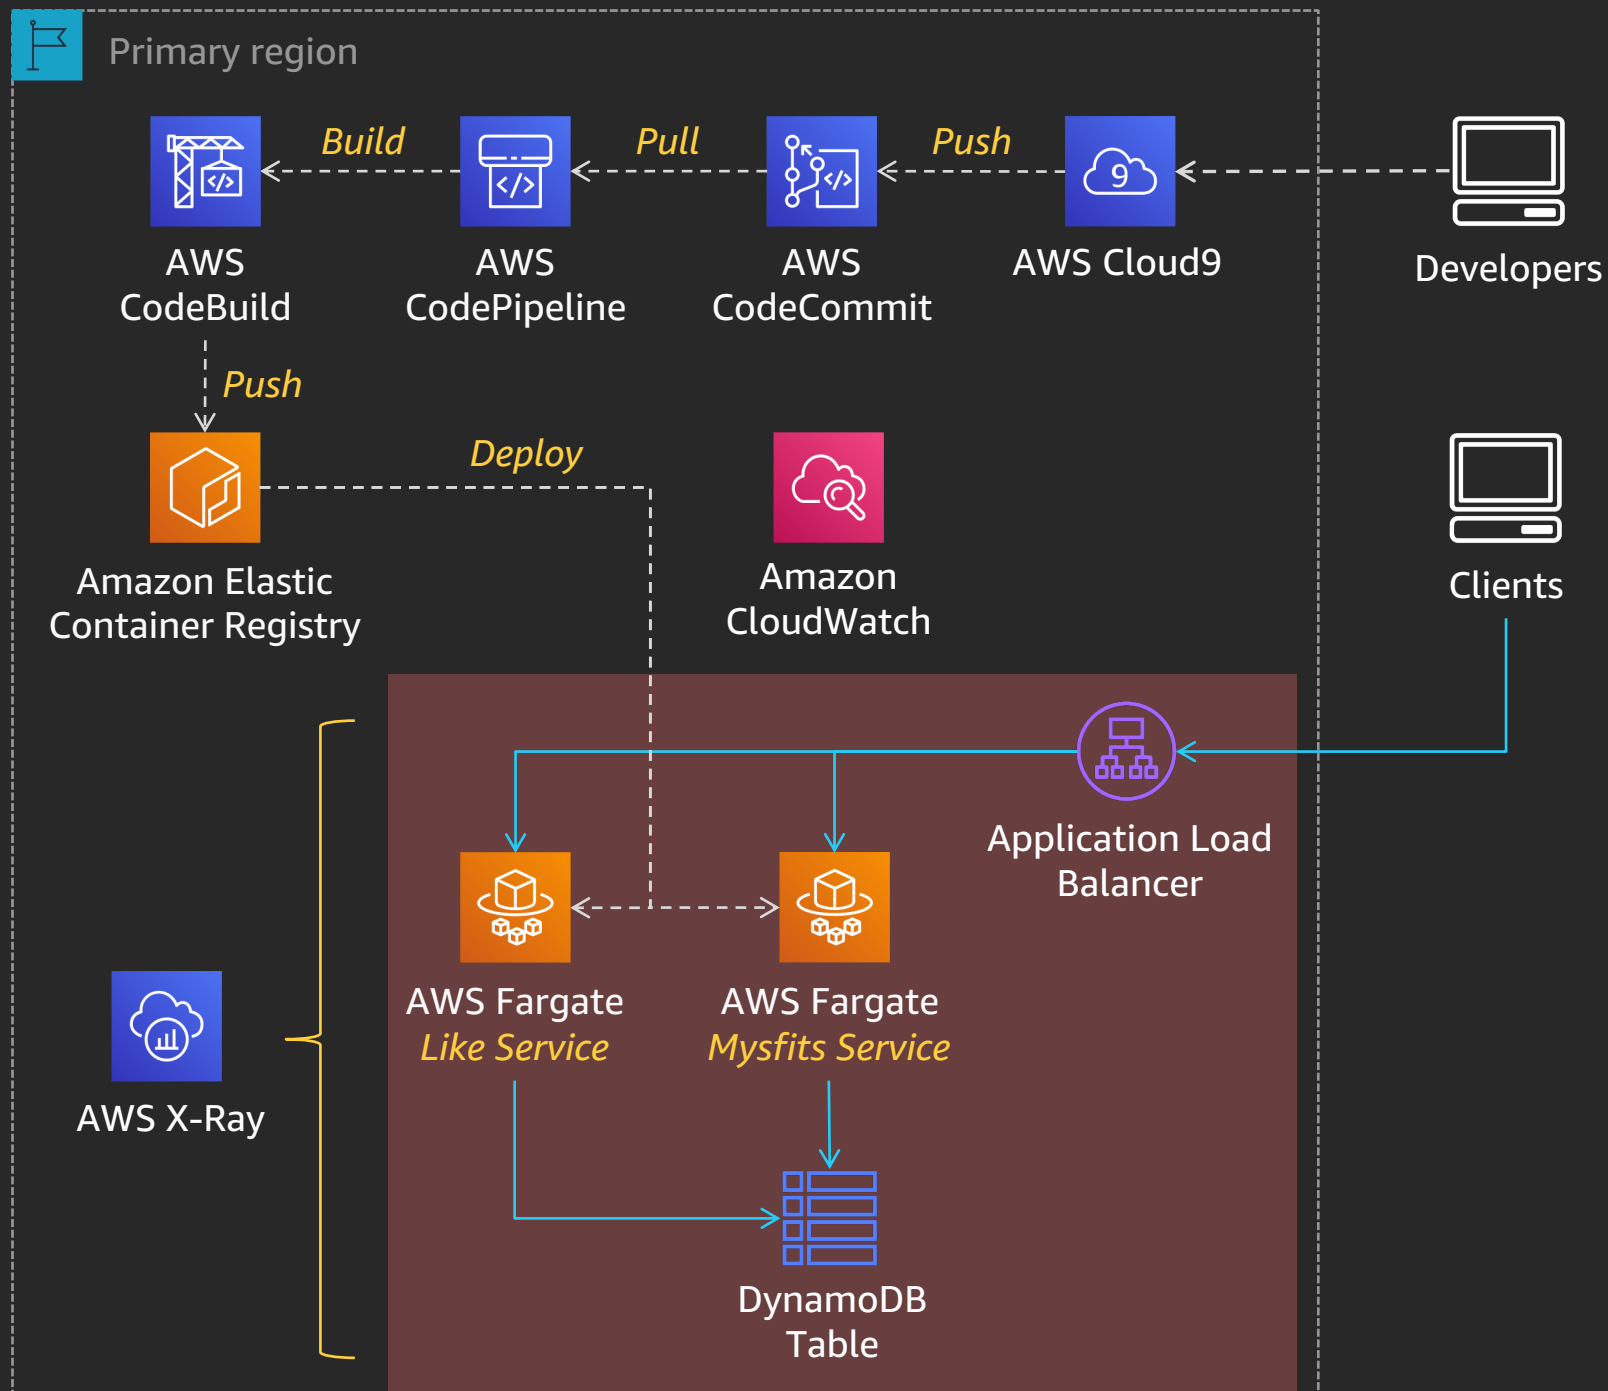 Primary region
Build
Pull
Push
9
AWS
CodeBuild
AWS
CodePipeline
AWS
CodeCommit
AWS Cloud9
Developers
Push
Deploy
Amazon Elastic
Container Registry
Amazon
CloudWatch
Clients
Application Load
Balancer
AWS Fargate
Like Service
AWS Fargate
Mysfits Service
AWS X-Ray
DynamoDB
Table